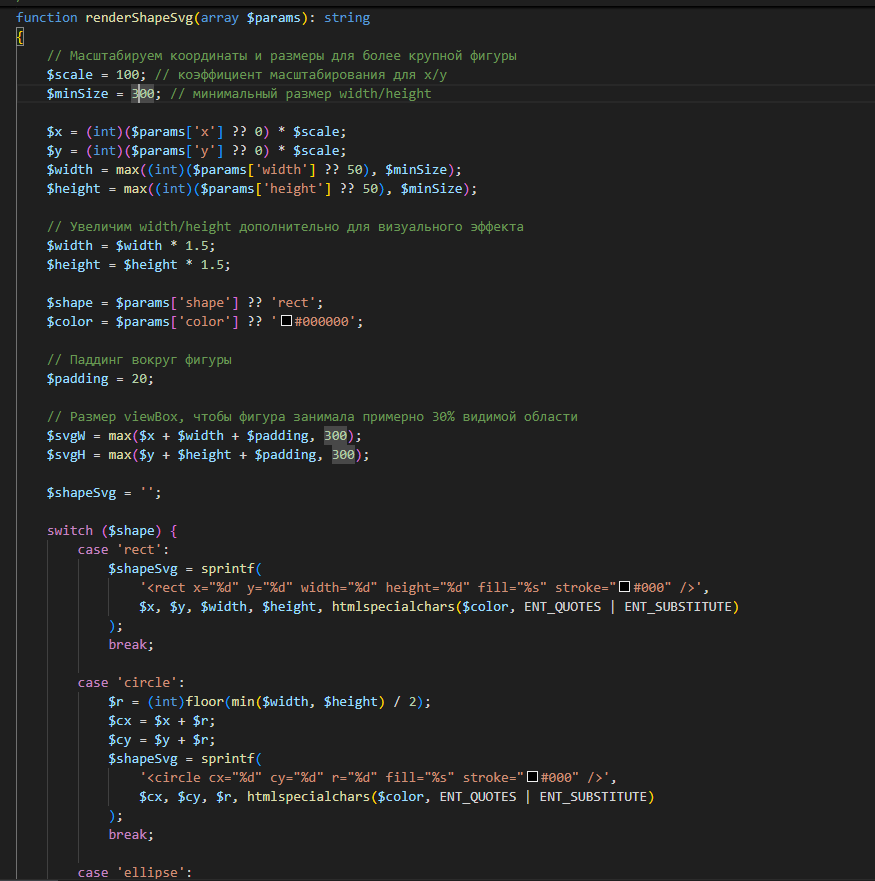 function renderShapeSvg(array $params): string
{
    // Масштабируем координаты и размеры для более крупной фигуры
    $scale = 100; // коэффициент масштабирования для x/y
    $minSize = 300; // минимальный размер width/height

    $x = (int)($params['x'] ?? 0) * $scale;
    $y = (int)($params['y'] ?? 0) * $scale;
    $width = max((int)($params['width'] ?? 50), $minSize);
    $height = max((int)($params['height'] ?? 50), $minSize);

    // Увеличим width/height дополнительно для визуального эффекта
    $width = $width * 1.5;
    $height = $height * 1.5;

    $shape = $params['shape'] ?? 'rect';
    $color = $params['color'] ?? '#000000';

    // Паддинг вокруг фигуры
    $padding = 20;

    // Размер viewBox, чтобы фигура занимала примерно 30% видимой области
    $svgW = max($x + $width + $padding, 300);
    $svgH = max($y + $height + $padding, 300);

    $shapeSvg = '';

    switch ($shape) {
        case 'rect':
            $shapeSvg = sprintf(
                '<rect x="%d" y="%d" width="%d" height="%d" fill="%s" stroke="#000" />',
                $x, $y, $width, $height, htmlspecialchars($color, ENT_QUOTES | ENT_SUBSTITUTE)
            );
            break;

        case 'circle':
            $r = (int)floor(min($width, $height) / 2);
            $cx = $x + $r;
            $cy = $y + $r;
            $shapeSvg = sprintf(
                '<circle cx="%d" cy="%d" r="%d" fill="%s" stroke="#000" />',
                $cx, $cy, $r, htmlspecialchars($color, ENT_QUOTES | ENT_SUBSTITUTE)
            );
            break;

        case 'ellipse':